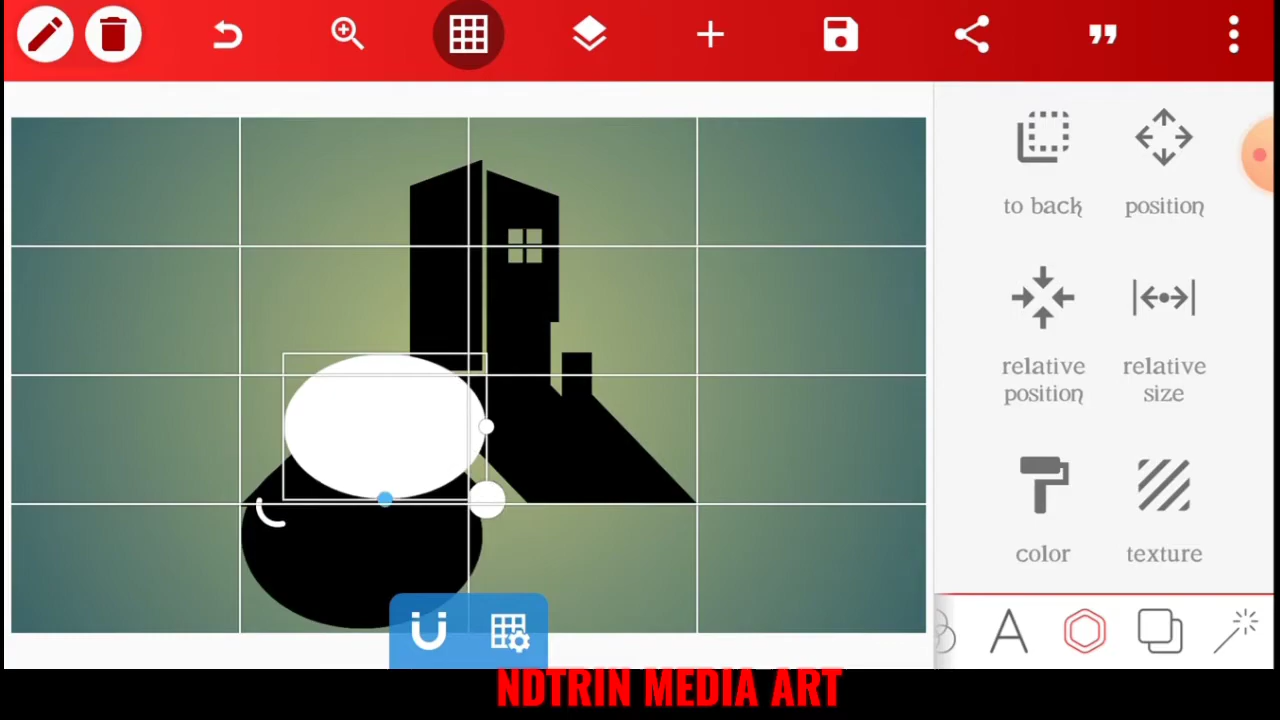 to back
position
relative
position
relative
size
color
texture
NDTRIN MEDIA ART